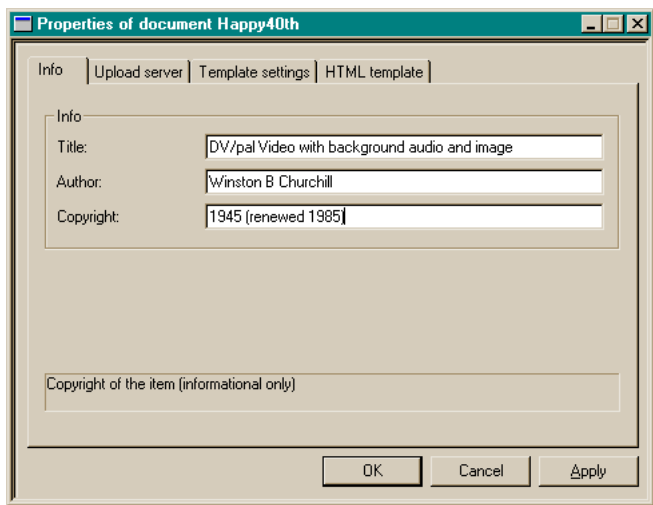 Properties of document Happy40th
Info Upload server Template settings HTML template
Info
Title: DV/pal Video with background audio and image
Author: Winston B Churchill
Copyright: 1945 (renewed 1985)
Copyright of the item (informational only)
OK Cancel Apply